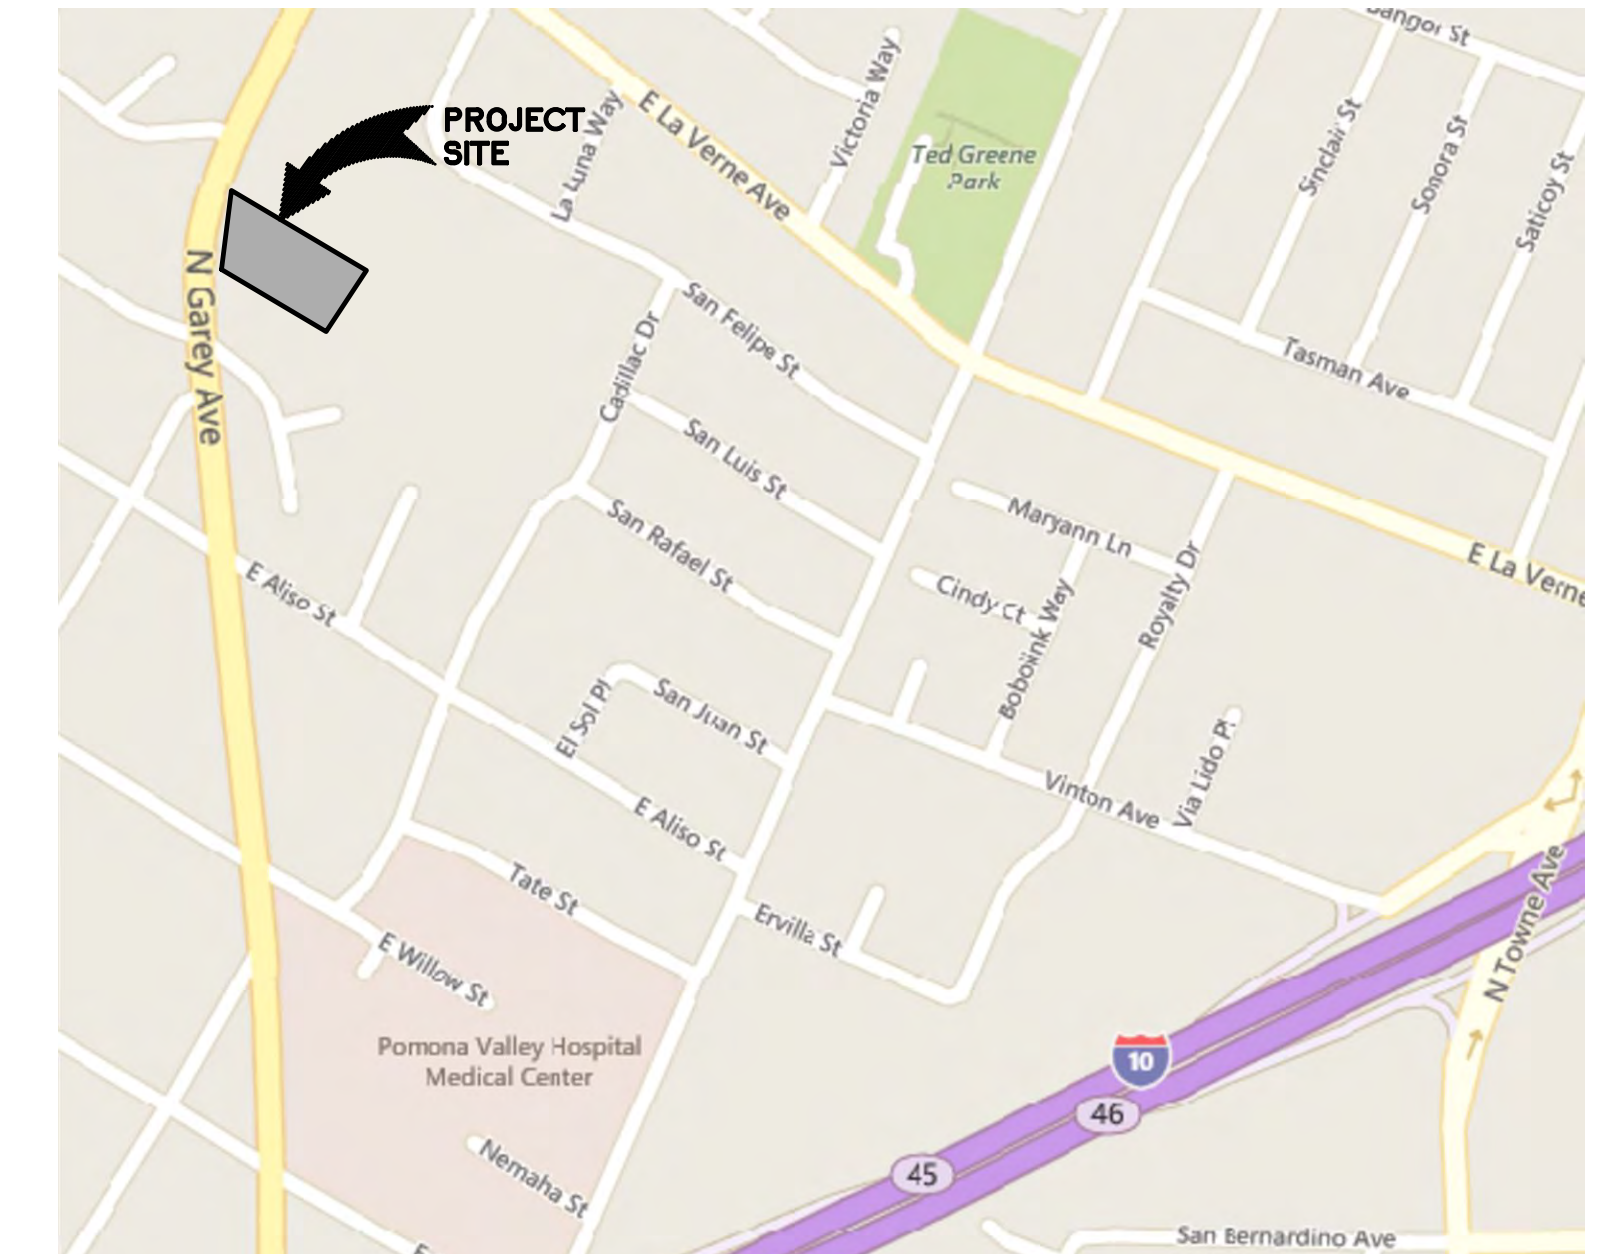 Bangor St
PROJECT
SITE
La Luna Way
E La Verne Ave
Victoria Way
Ted Greene
Park
Sinclair St
Sonora St
Saticoy St
N Garey Ave
Cadillac Dr
San Felipe St
Tasman Ave
San Luis St
San Rafael St
Maryann Ln
Cindy Ct
Bobolink Way
Royalty Dr
E La Verne
E Aliso St
El Sol Pl
San Juan St
Vinton Ave
Via Lido Pl
E Aliso St
Tate St
Ervilla St
N Towne Ave
E Willow St
Pomona Valley Hospital
Medical Center
10
46
45
Nemaha St
San Bernardino Ave